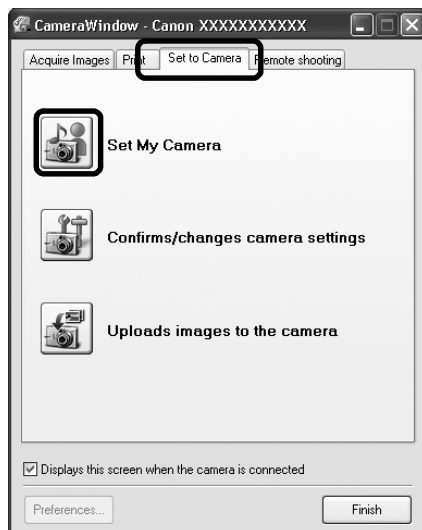 CameraWindow - Canon XXXXXXXXXXX
Acquire Images Print Set to Camera Remote shooting
Set My Camera
Confirms/changes camera settings
Uploads images to the camera
Displays this screen when the camera is connected
Preferences... Finish